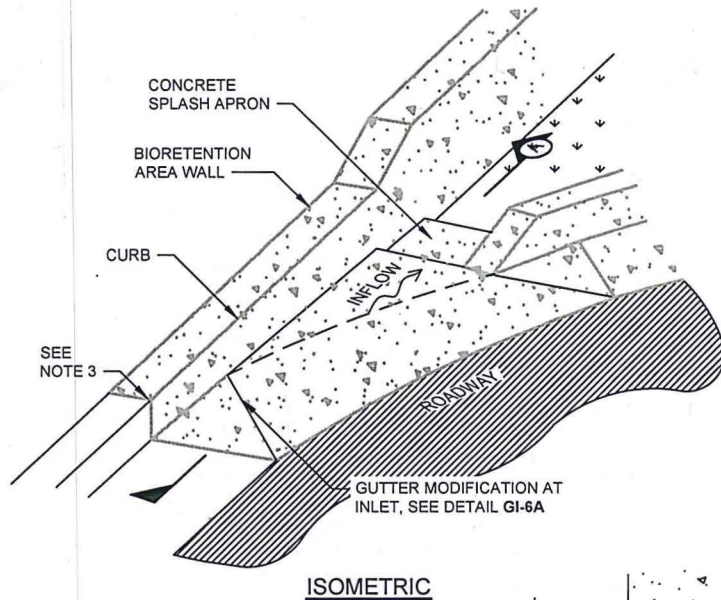 CONCRETE
SPLASH APRON
BIORETENTION
AREA WALL
CURB
INFLOW
SEE
NOTE 3
ROADWAY
GUTTER MODIFICATION AT
INLET, SEE DETAIL GI-6A
ISOMETRIC